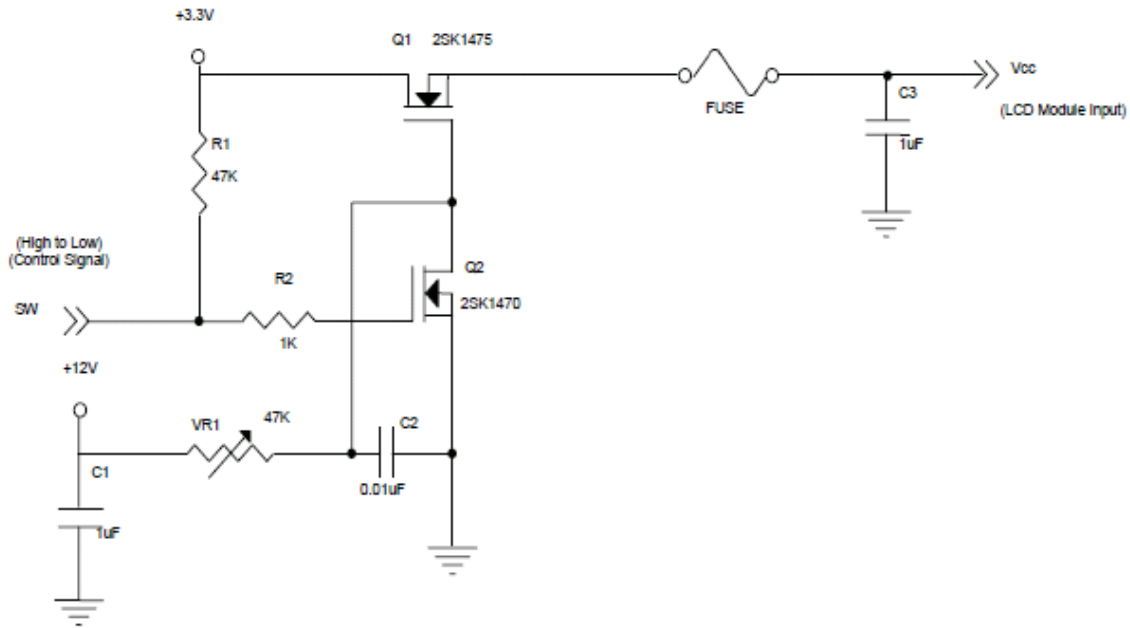 +3.3V
Q1 2SK1475
Vcc
(LCD Module Input)
FUSE
C3
1uF
R1
47K
(High to Low)
(Control Signal)
SW
R2
1K
Q2
2SK1470
+12V
VR1
47K
C2
0.01uF
C1
1uF